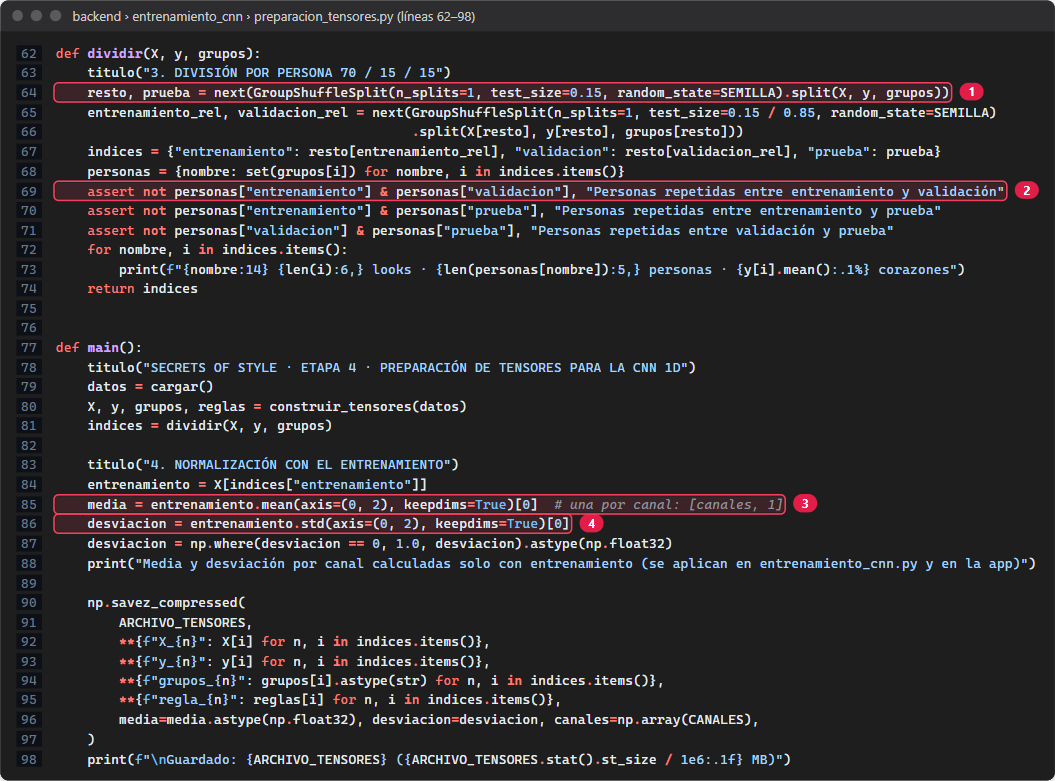 backend › entrenamiento_cnn › preparacion_tensores.py (líneas 62–98)
62 def dividir(X, y, grupos):
63     titulo("3. DIVISIÓN POR PERSONA 70 / 15 / 15")
64     resto, prueba = next(GroupShuffleSplit(n_splits=1, test_size=0.15, random_state=SEMILLA).split(X, y, grupos)) 1
65     entrenamiento_rel, validacion_rel = next(GroupShuffleSplit(n_splits=1, test_size=0.15 / 0.85, random_state=SEMILLA)
66                                              .split(X[resto], y[resto], grupos[resto]))
67     indices = {"entrenamiento": resto[entrenamiento_rel], "validacion": resto[validacion_rel], "prueba": prueba}
68     personas = {nombre: set(grupos[i]) for nombre, i in indices.items()}
69     assert not personas["entrenamiento"] & personas["validacion"], "Personas repetidas entre entrenamiento y validación" 2
70     assert not personas["entrenamiento"] & personas["prueba"], "Personas repetidas entre entrenamiento y prueba"
71     assert not personas["validacion"] & personas["prueba"], "Personas repetidas entre validación y prueba"
72     for nombre, i in indices.items():
73         print(f"{nombre:14} {len(i):6,} looks · {len(personas[nombre]):5,} personas · {y[i].mean():.1%} corazones")
74     return indices
75
76
77 def main():
78     titulo("SECRETS OF STYLE · ETAPA 4 · PREPARACIÓN DE TENSORES PARA LA CNN 1D")
79     datos = cargar()
80     X, y, grupos, reglas = construir_tensores(datos)
81     indices = dividir(X, y, grupos)
82
83     titulo("4. NORMALIZACIÓN CON EL ENTRENAMIENTO")
84     entrenamiento = X[indices["entrenamiento"]]
85     media = entrenamiento.mean(axis=(0, 2), keepdims=True)[0]  # una por canal: [canales, 1] 3
86     desviacion = entrenamiento.std(axis=(0, 2), keepdims=True)[0] 4
87     desviacion = np.where(desviacion == 0, 1.0, desviacion).astype(np.float32)
88     print("Media y desviación por canal calculadas solo con entrenamiento (se aplican en entrenamiento_cnn.py y en la app)")
89
90     np.savez_compressed(
91         ARCHIVO_TENSORES,
92         **{f"X_{n}": X[i] for n, i in indices.items()},
93         **{f"y_{n}": y[i] for n, i in indices.items()},
94         **{f"grupos_{n}": grupos[i].astype(str) for n, i in indices.items()},
95         **{f"regla_{n}": reglas[i] for n, i in indices.items()},
96         media=media.astype(np.float32), desviacion=desviacion, canales=np.array(CANALES),
97     )
98     print(f"\nGuardado: {ARCHIVO_TENSORES} ({ARCHIVO_TENSORES.stat().st_size / 1e6:.1f} MB)")